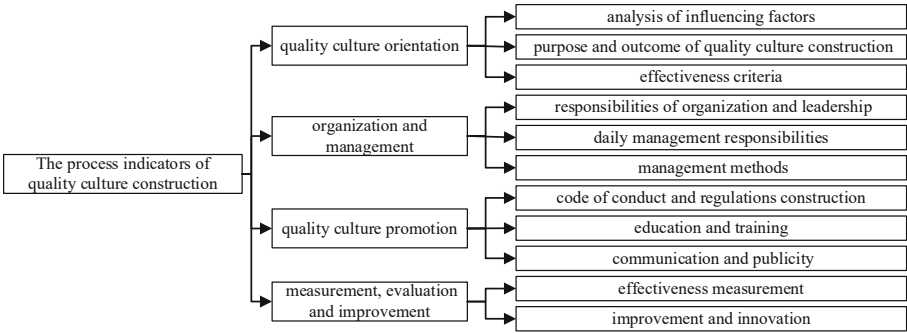 The process indicators of
quality culture construction
quality culture orientation
analysis of influencing factors
purpose and outcome of quality culture construction
effectiveness criteria
organization and
management
responsibilities of organization and leadership
daily management responsibilities
management methods
quality culture promotion
code of conduct and regulations construction
education and training
communication and publicity
measurement, evaluation
and improvement
effectiveness measurement
improvement and innovation